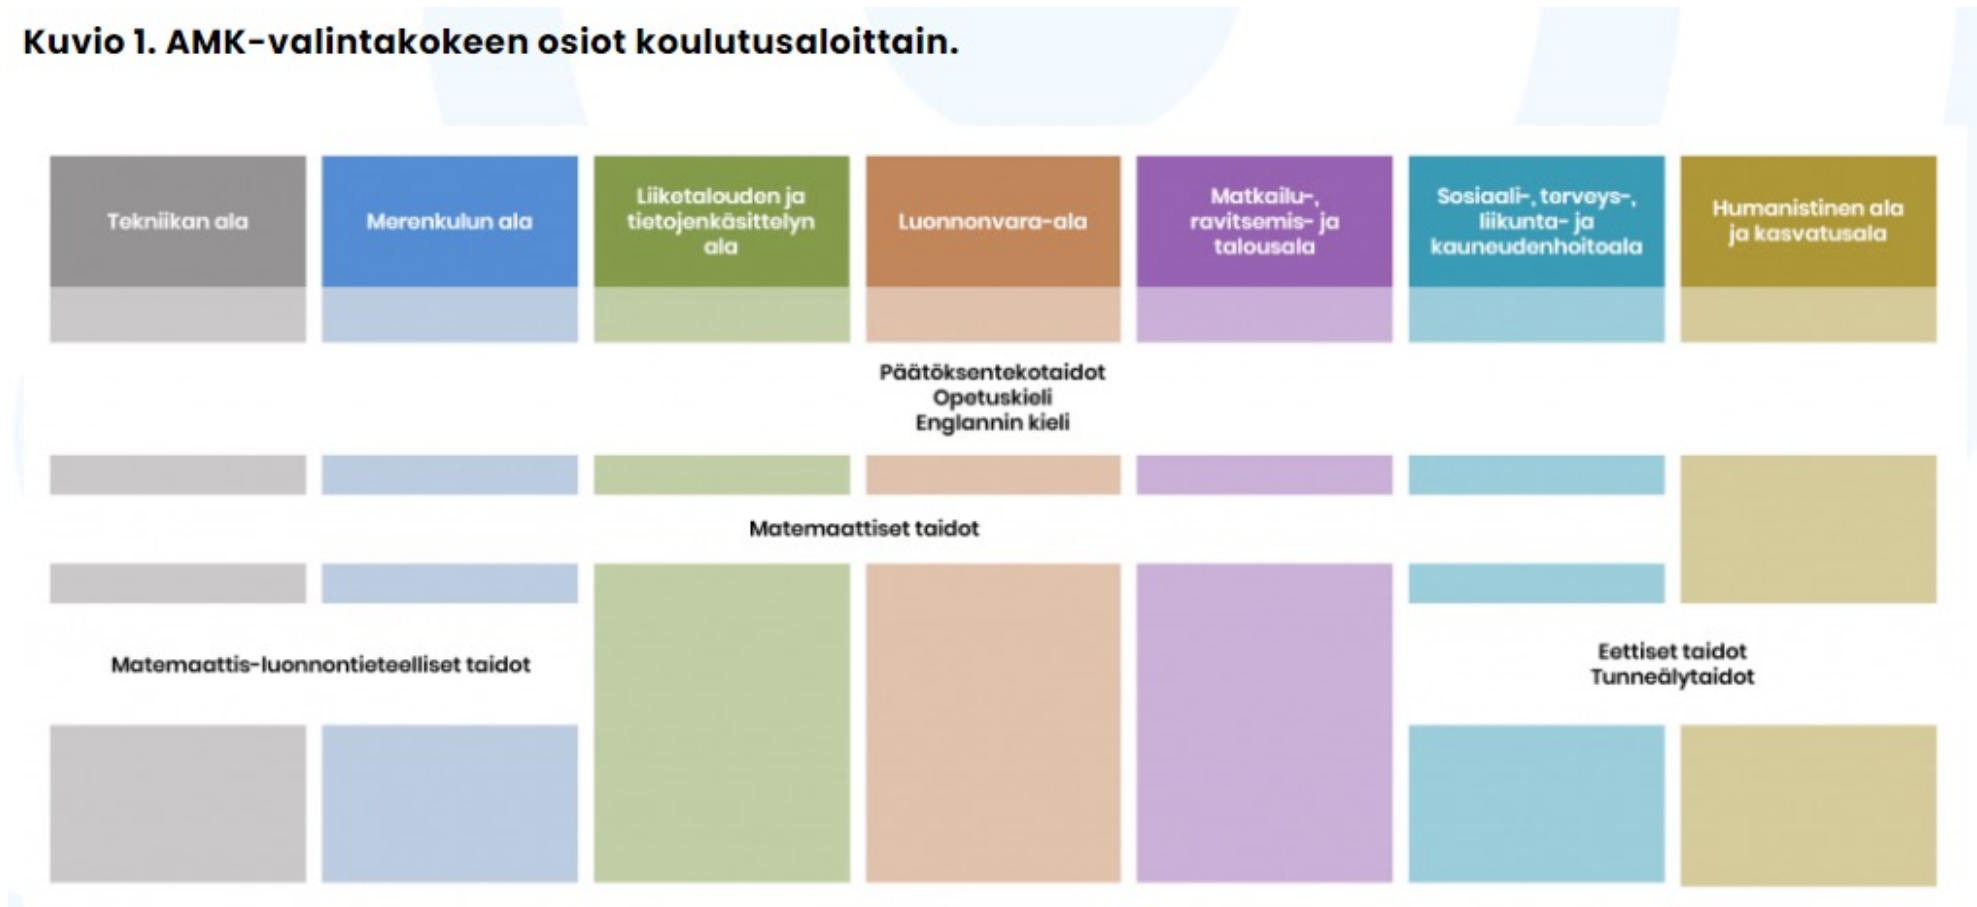 Kuvio 1. AMK-valintakokeen osiot koulutusaloittain.
Tekniikan ala
Merenkulun ala
Liiketalouden ja
tietojenkäsittelyn
ala
Luonnonvara-ala
Matkailu-,
ravitsemis- ja
talousala
Sosiaali-, terveys-,
liikunta- ja
kauneudenhoitoala
Humanistinen ala
ja kasvatusala
Päätöksentekotaidot
Opetuskieli
Englannin kieli
Matemaattiset taidot
Matemaattis-luonnontieteelliset taidot
Eettiset taidot
Tunneälytaidot